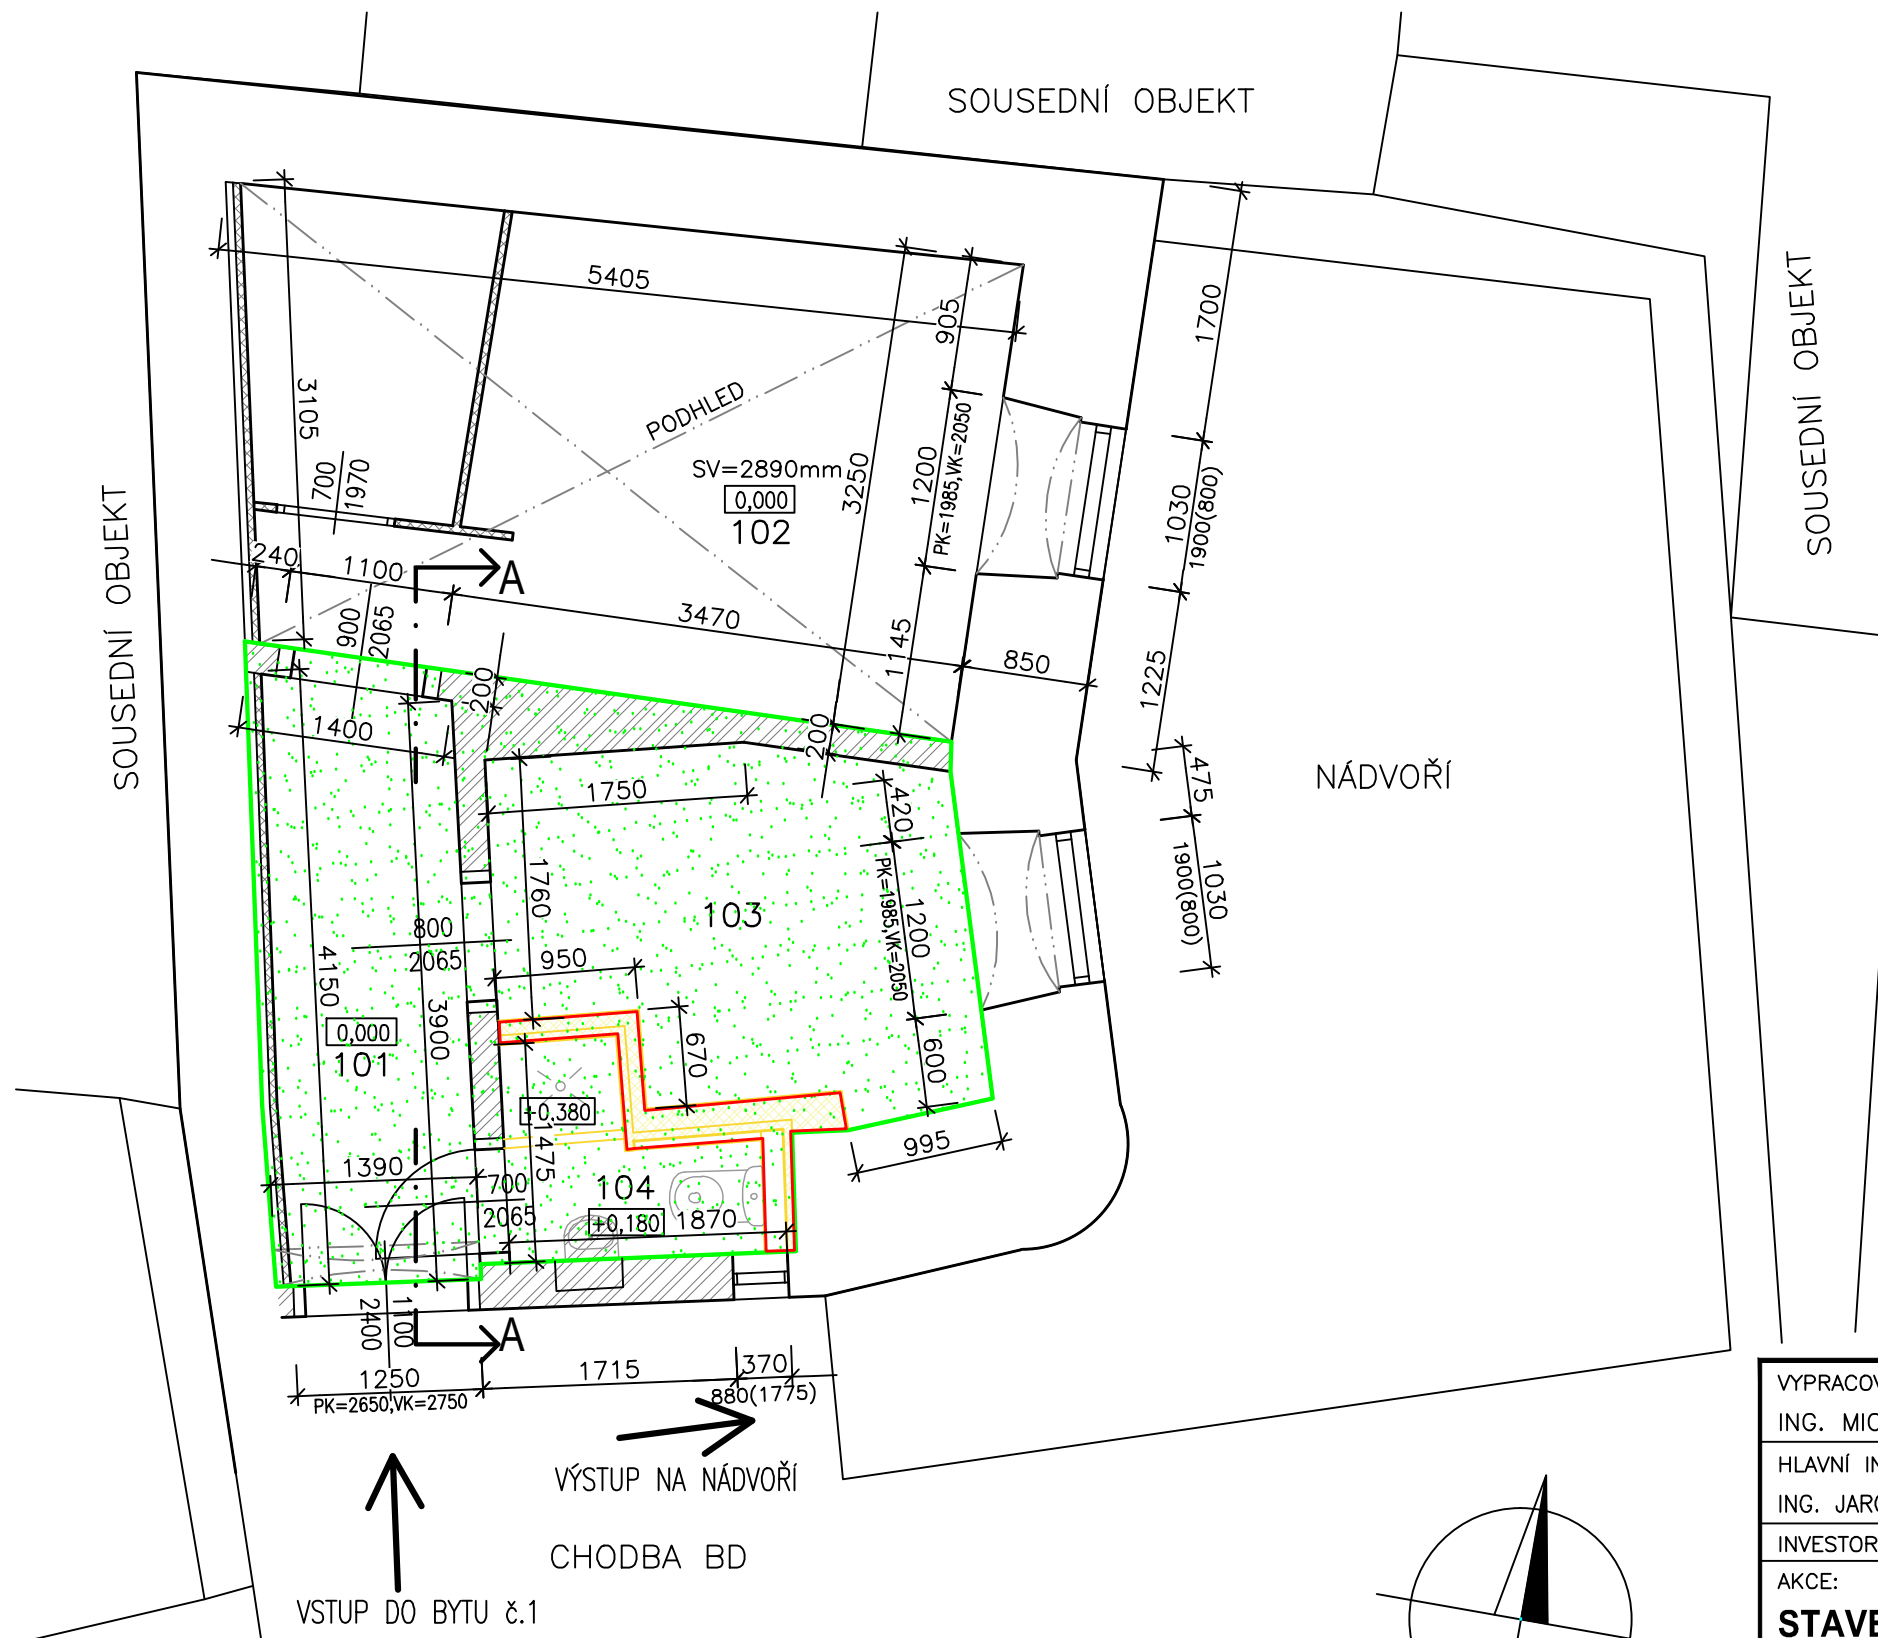 SOUSEDNÍ OBJEKT
5405
905
1700
SOUSEDNÍ OBJEKT
3105
PODHLED
SV=2890mm
0,000
102
3250
1200
PK=1985,VK=2050
1030
1900(800)
700
1970
SOUSEDNÍ OBJEKT
240
1100
A
900
2065
3470
1145
850
1225
200
1400
200
1750
420
475
NÁDVOŘÍ
1760
103
PK=1985,VK=2050
1200
1030
1900(800)
800
2065
950
4150
3900
0,000
101
670
600
+0,380
1475
995
1390
700
2065
104
+0,180
1870
2400
1100
A
1250
PK=2650,VK=2750
1715
370
880(1775)
VÝSTUP NA NÁDVOŘÍ
CHODBA BD
VSTUP DO BYTU č.1
VYPRACOV
ING. MIC
HLAVNÍ IN
ING. JARO
INVESTOR
AKCE:
STAVE